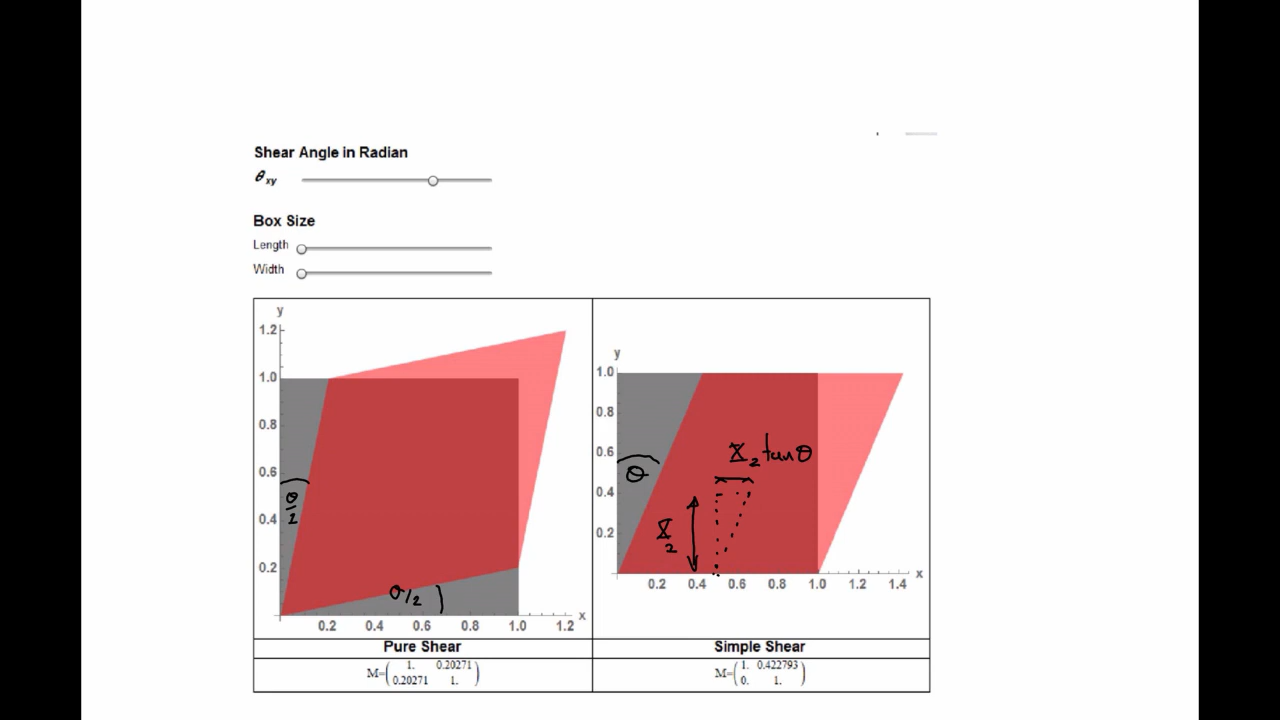 Shear Angle in Radian
θxy
Box Size
Length
Width
y
1.2
1.0
0.8
0.6
0.4
0.2
0.2 0.4 0.6 0.8 1.0 1.2 x
θ/2
θ/2
y
1.0
0.8
0.6
0.4
0.2
0.2 0.4 0.6 0.8 1.0 1.2 1.4 x
θ
X₂ tan θ
X₂
Pure Shear Simple Shear
M=(1. 0.20271
0.20271 1.)
M=(1. 0.422793
0. 1.)